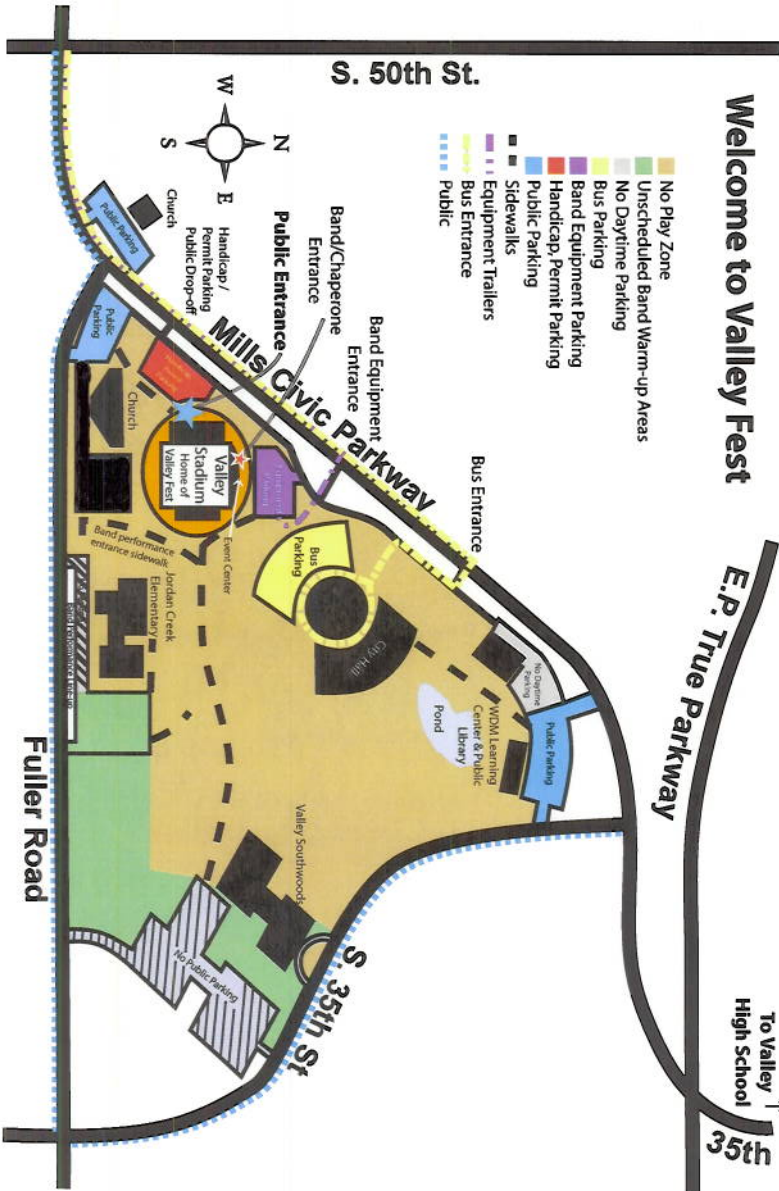 Welcome to Valley Fest
No Play Zone
Unscheduled Band Warm-up Areas
No Daytime Parking
Bus Parking
Band Equipment Parking
Handicap, Permit Parking
Public Parking
Sidewalks
Equipment Trailers
Bus Entrance
Public
S. 50th St.
E.P. True Parkway
To Valley
High School
35th
N
W
E
S
Bus Entrance
Band Equipment
Entrance
Mills Civic Parkway
Band/Chaperone
Entrance
Public Entrance
Handicap /
Permit Parking
Public Drop-off
Church
Public Parking
Public
Parking
Church
Valley
Stadium
Home of
Valley Fest
Event Center
Bus
Parking
City Hall
No Daytime
Parking
Public Parking
WDM Learning
Center & Public
Library
Pond
Band performance
entrance sidewalk
Jordan Creek
Elementary
Valley Southwoods
No Public Parking
S. 35th St
Fuller Road